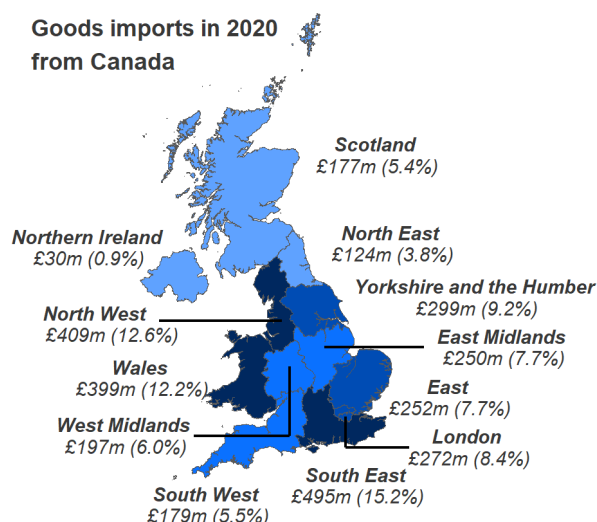 Goods imports in 2020
from Canada
Scotland
£177m (5.4%)
Northern Ireland
£30m (0.9%)
North East
£124m (3.8%)
Yorkshire and the Humber
£299m (9.2%)
North West
£409m (12.6%)
East Midlands
£250m (7.7%)
Wales
£399m (12.2%)
East
£252m (7.7%)
West Midlands
£197m (6.0%)
London
£272m (8.4%)
South East
£495m (15.2%)
South West
£179m (5.5%)